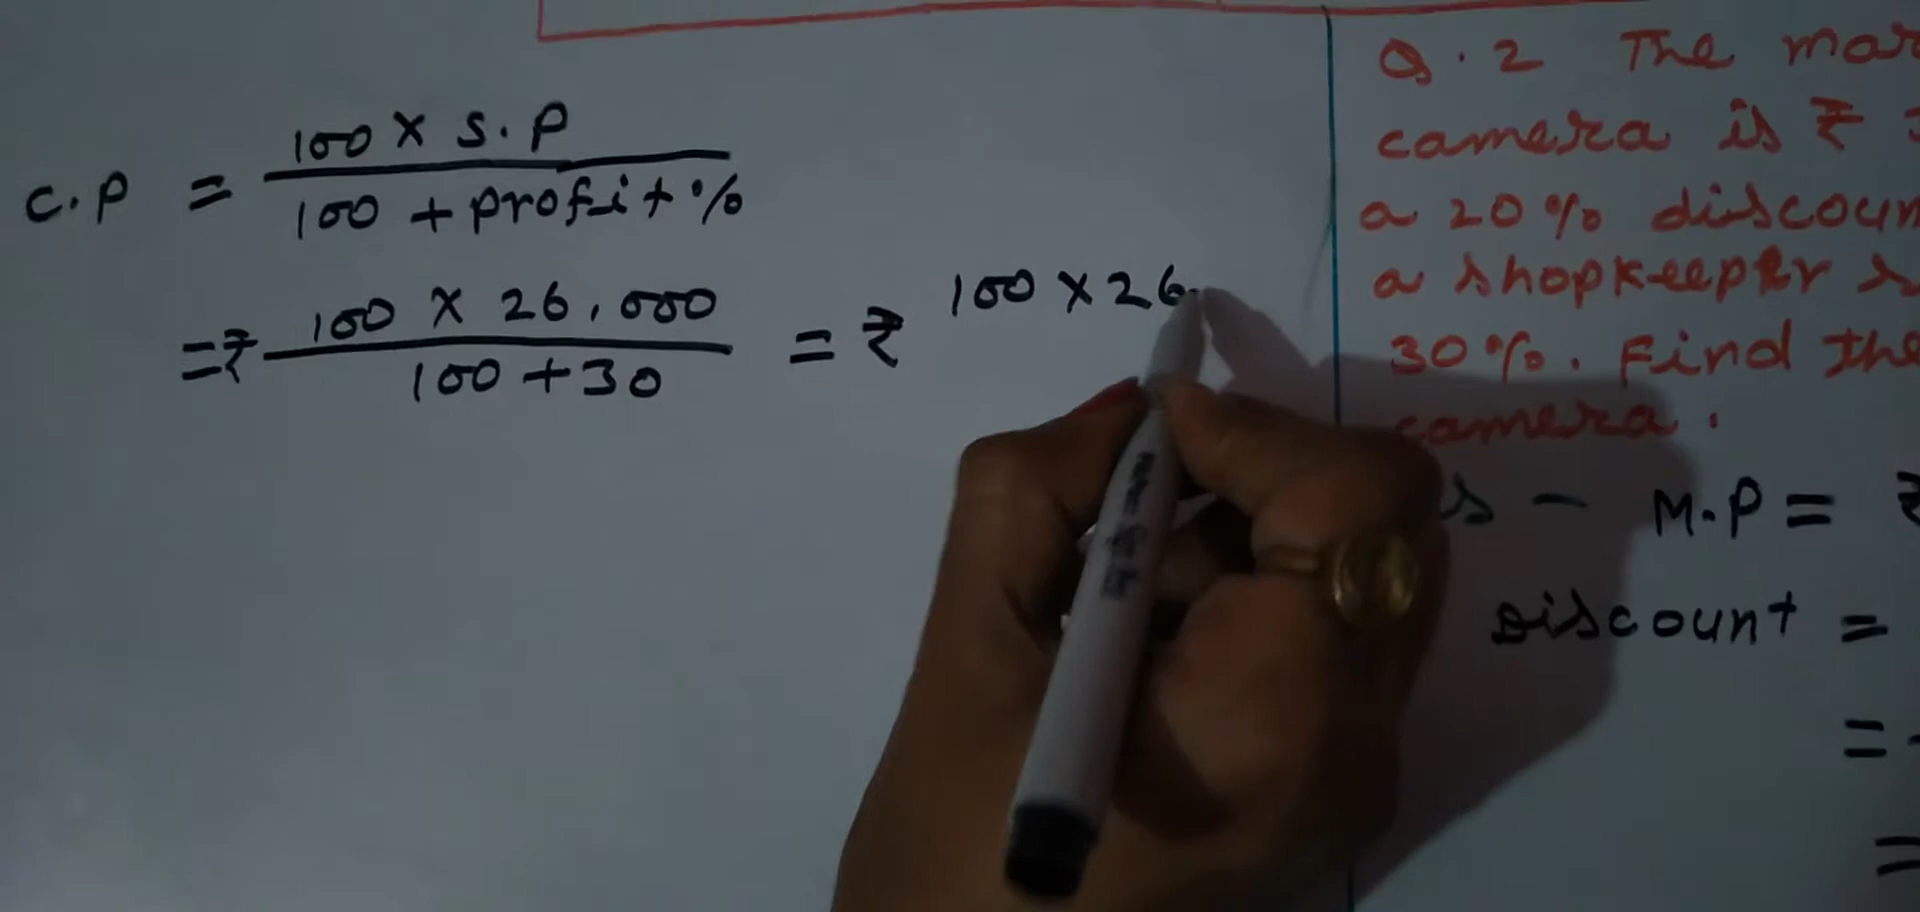 C.P = 100 × S.P / 100 + profit %
= ₹ 100 × 26,000 / 100 + 30 = ₹ 100 × 26
Q.2 The
camera is ₹
a 20% discoun
a shopkeeper
30%. Find the
camera.
- M.P = ₹
Discount =
=
=